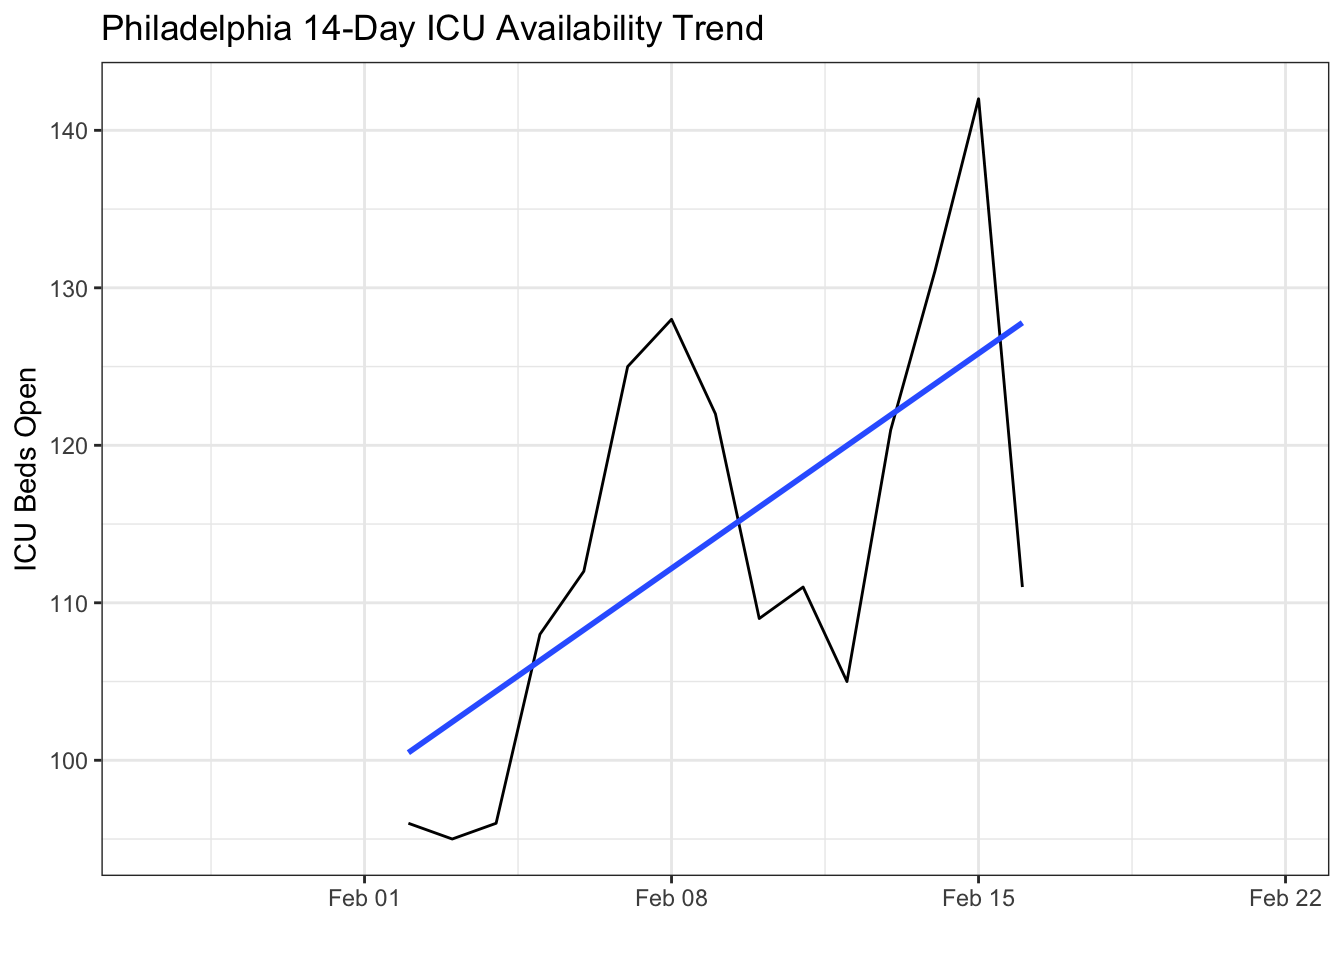 Philadelphia 14-Day ICU Availability Trend
140
130
120
110
100
ICU Beds Open
Feb 01
Feb 08
Feb 15
Feb 22